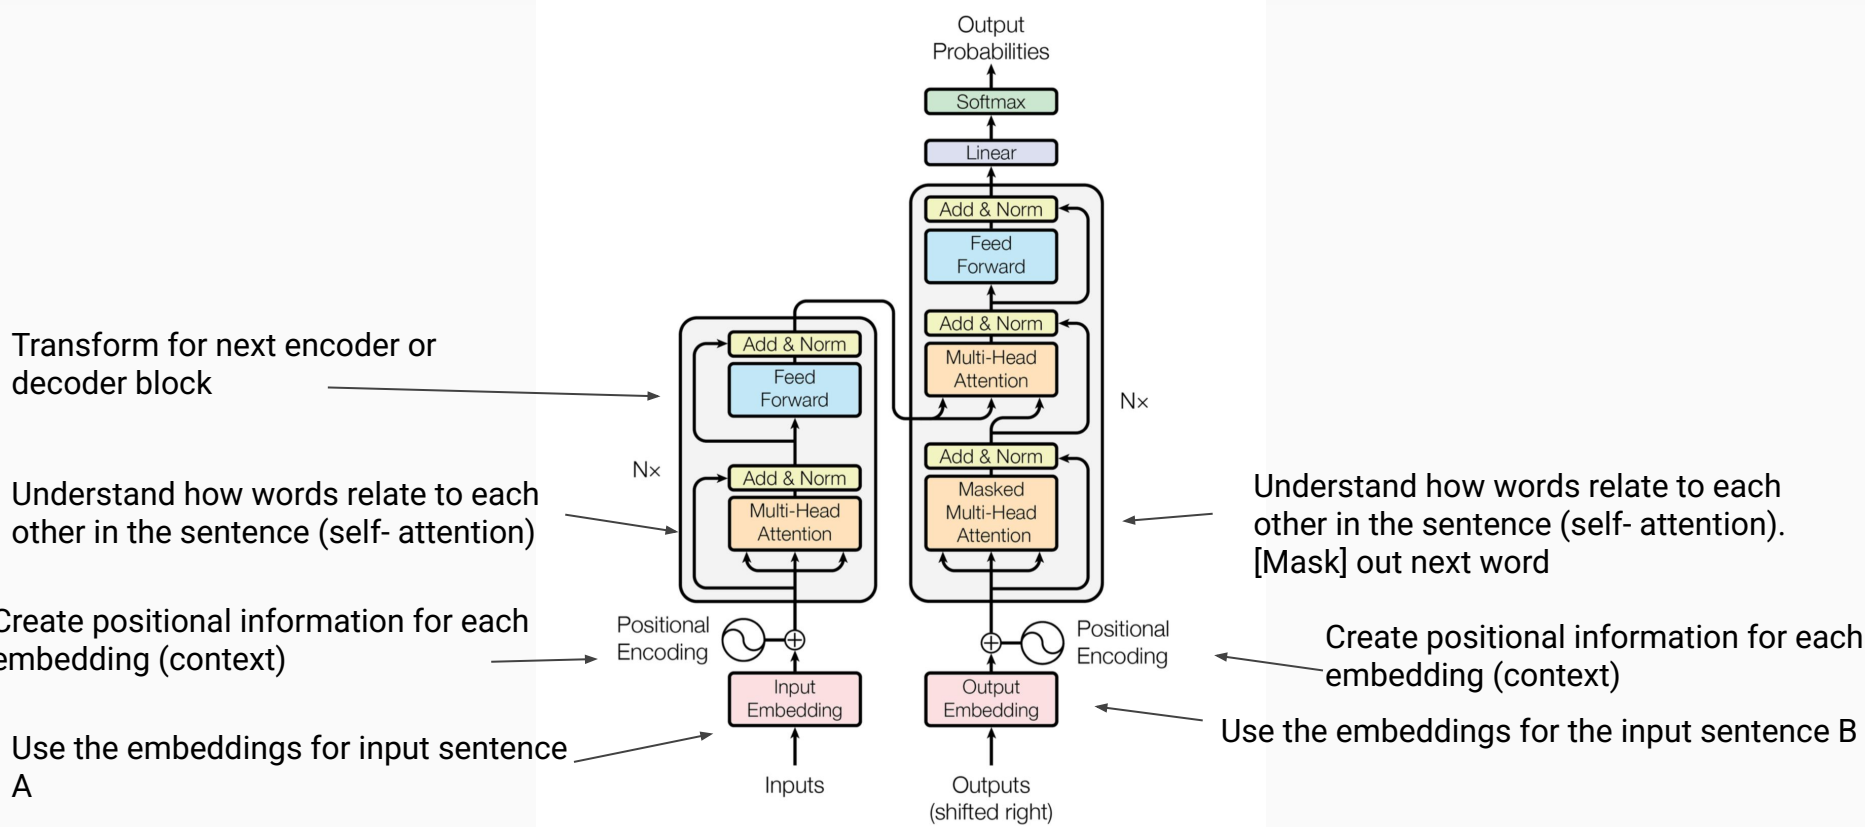 Output
Probabilities
Softmax
Linear
Add & Norm
Feed
Forward
Add & Norm
Multi-Head
Attention
Nx
Add & Norm
Masked
Multi-Head
Attention
Add & Norm
Feed
Forward
Nx
Add & Norm
Multi-Head
Attention
Positional
Encoding
Input
Embedding
Inputs
Positional
Encoding
Output
Embedding
Outputs
(shifted right)
Transform for next encoder or
decoder block
Understand how words relate to each
other in the sentence (self- attention)
Create positional information for each
embedding (context)
Use the embeddings for input sentence
A
Understand how words relate to each
other in the sentence (self- attention).
[Mask] out next word
Create positional information for each
embedding (context)
Use the embeddings for the input sentence B